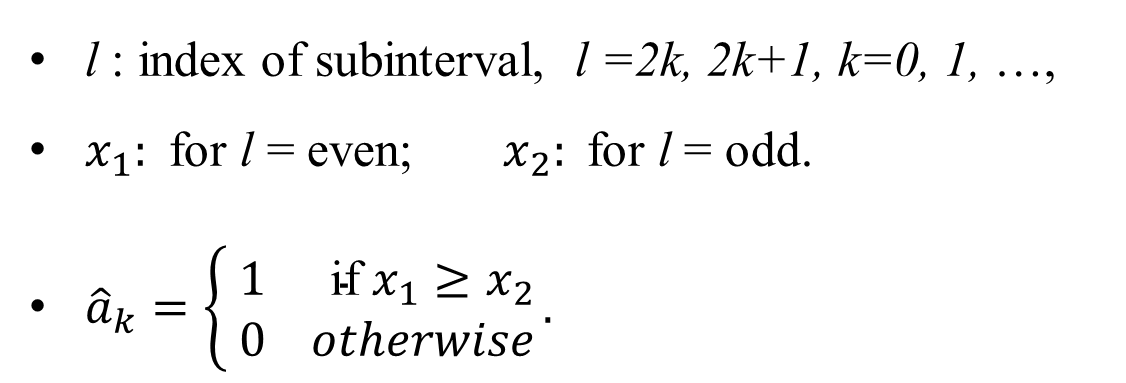 • l : index of subinterval, l =2k, 2k+1, k=0, 1, …,
• x₁: for l = even; x₂: for l = odd.
• âₖ = { 1 if x₁ ≥ x₂
0 otherwise .